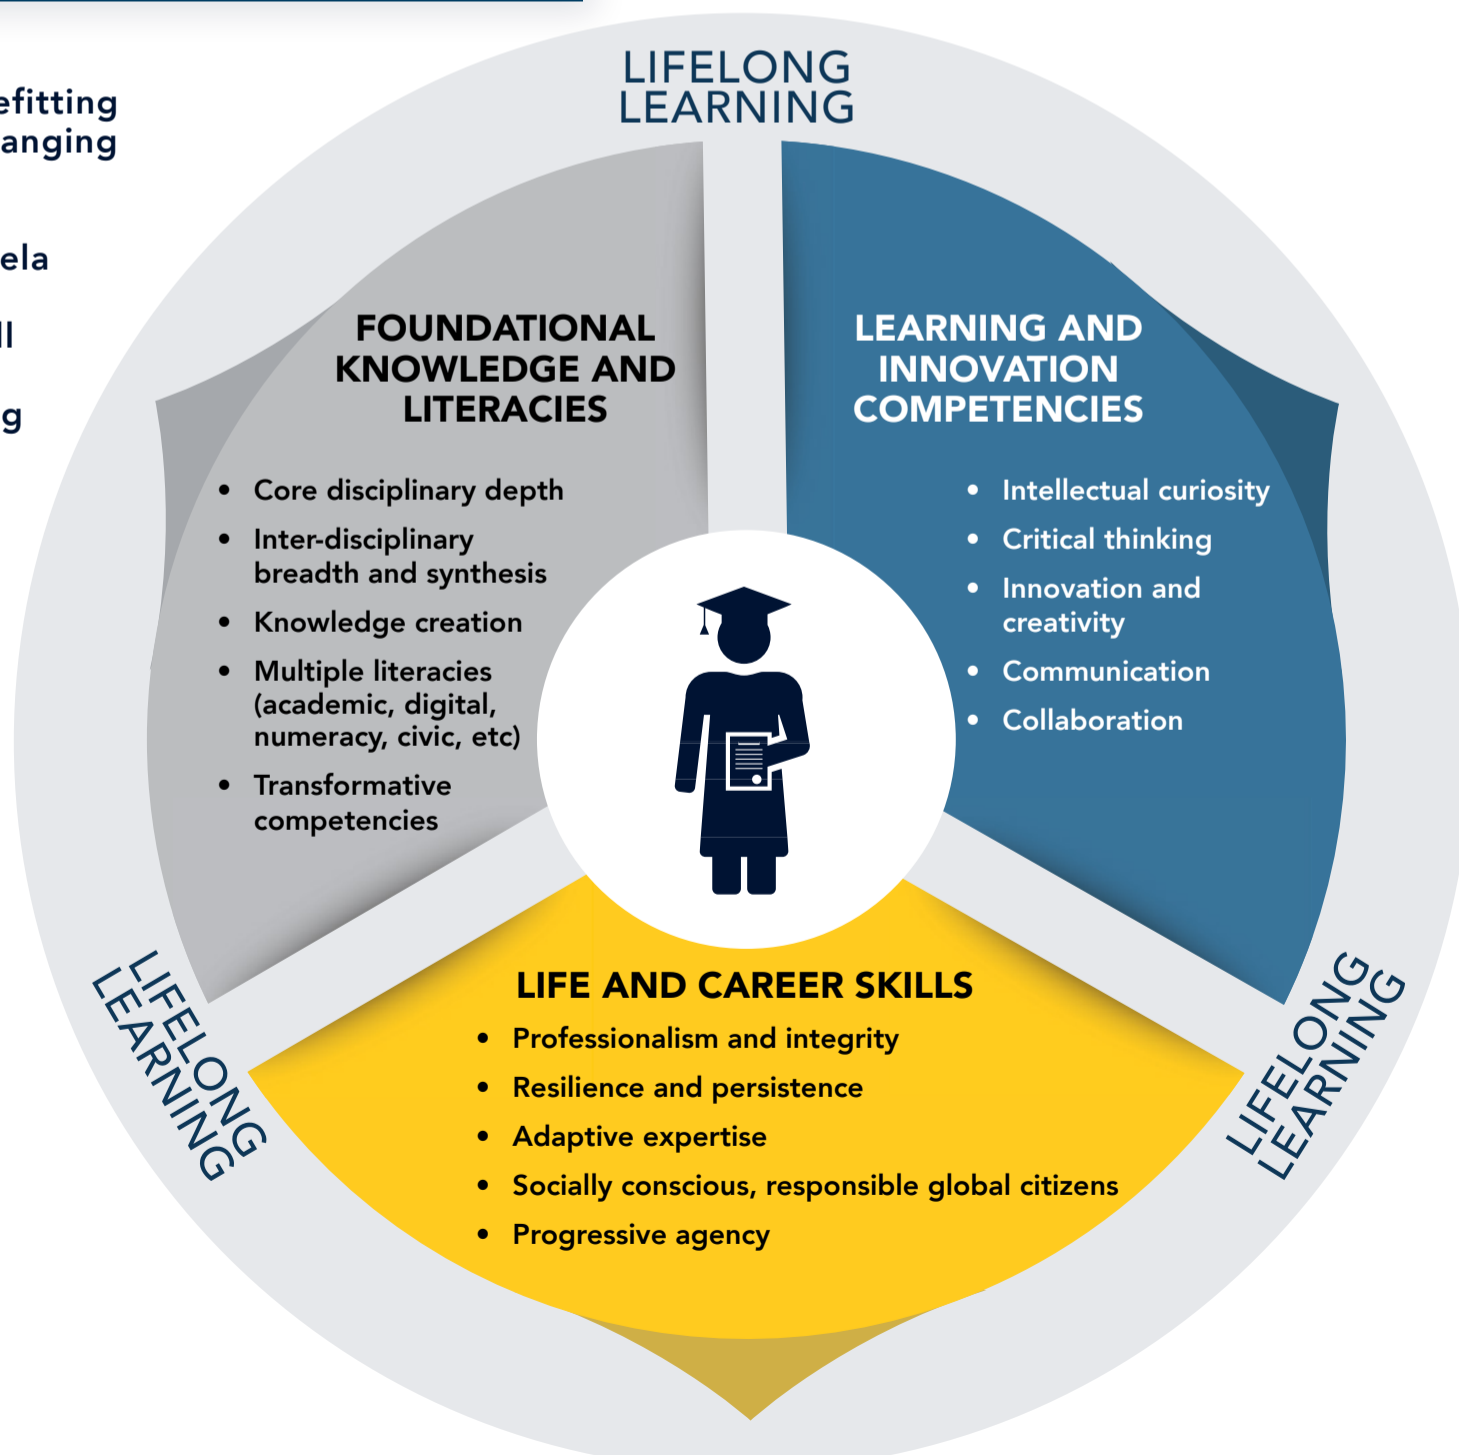 LIFELONG
LEARNING
FOUNDATIONAL
KNOWLEDGE AND
LITERACIES
• Core disciplinary depth
• Inter-disciplinary
breadth and synthesis
• Knowledge creation
• Multiple literacies
(academic, digital,
numeracy, civic, etc)
• Transformative
competencies
LEARNING AND
INNOVATION
COMPETENCIES
• Intellectual curiosity
• Critical thinking
• Innovation and
creativity
• Communication
• Collaboration
LIFE AND CAREER SKILLS
• Professionalism and integrity
• Resilience and persistence
• Adaptive expertise
• Socially conscious, responsible global citizens
• Progressive agency
LIFELONG
LEARNING
LIFELONG
LEARNING